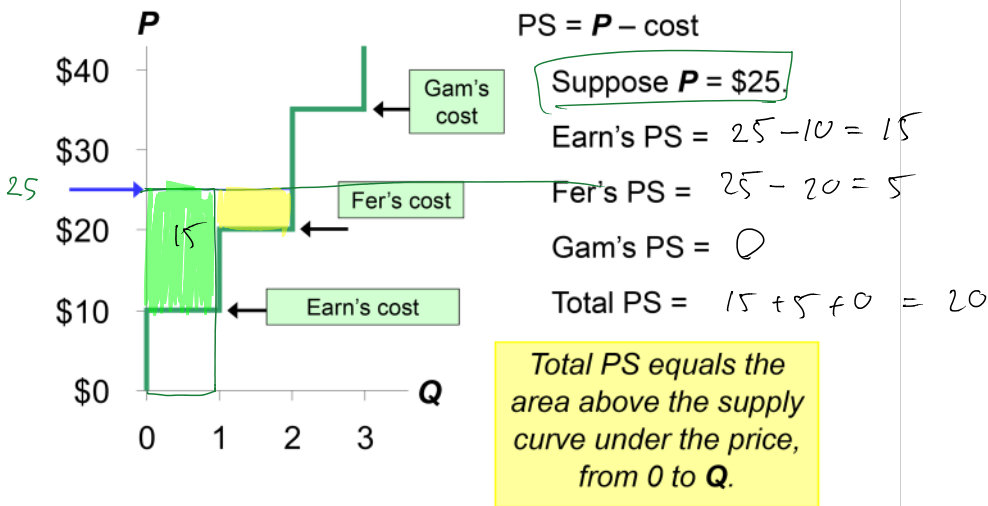 P
PS = P – cost
$40
Gam's
cost
Suppose P = $25.
$30
Earn's PS = 25 - 10 = 15
25
Fer's cost
Fer's PS = 25 - 20 = 5
$20
15
Gam's PS = 0
$10
Earn's cost
Total PS = 15 + 5 + 0 = 20
$0
Q
0 1 2 3
Total PS equals the
area above the supply
curve under the price,
from 0 to Q.